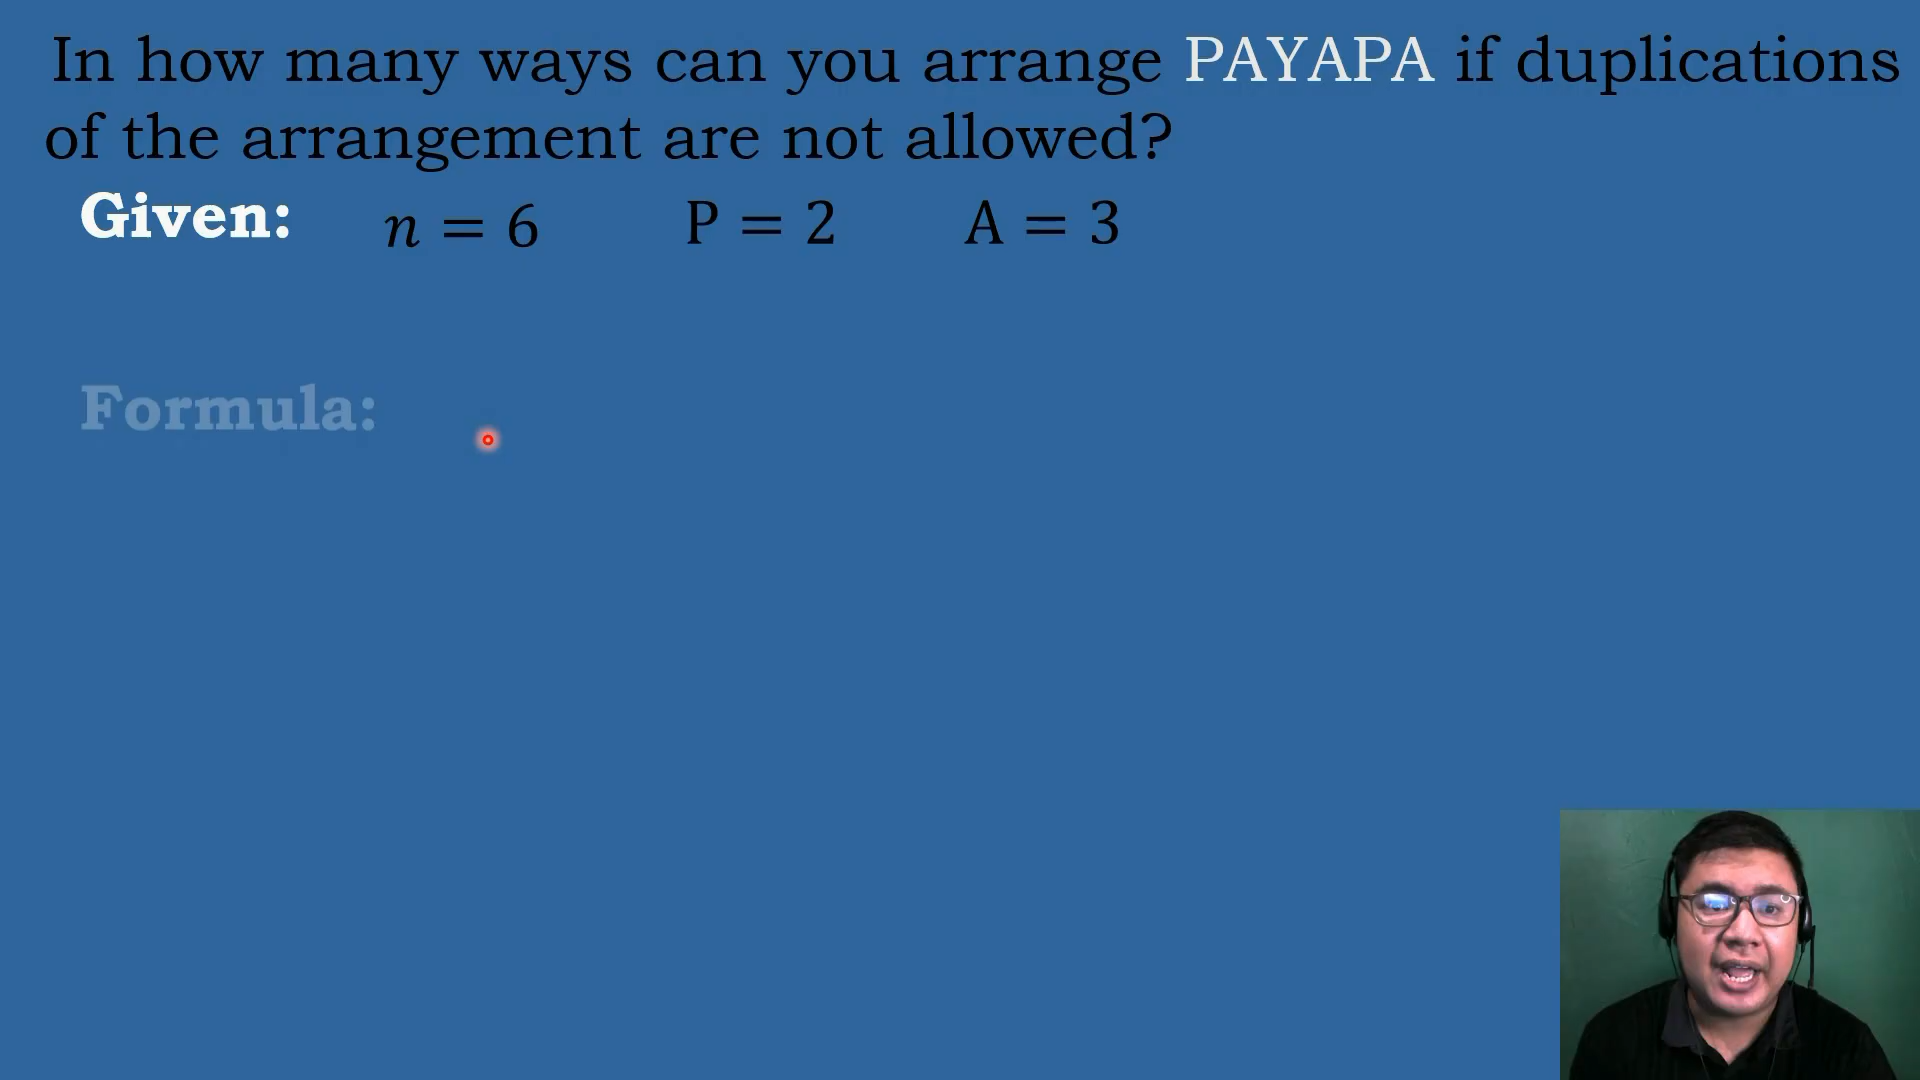 In how many ways can you arrange PAYAPA if duplications
of the arrangement are not allowed?
Given: n = 6 P = 2 A = 3
Formula: